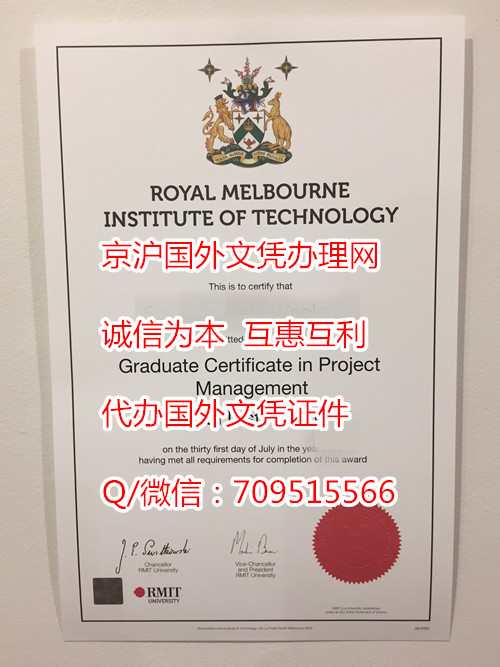 ROYAL MELBOURNE
INSTITUTE OF TECHNOLOGY
京沪国外文凭办理网
This is to certify that
诚信为本 互惠互利
Graduate Certificate in Project
Management
代办国外文凭证件
on the thirty first day of July in the year
having met all requirements for completion of this award
Q/微信：709515566
Chancellor
RMIT University
Vice-Chancellor
and President
RMIT University
RMIT
UNIVERSITY